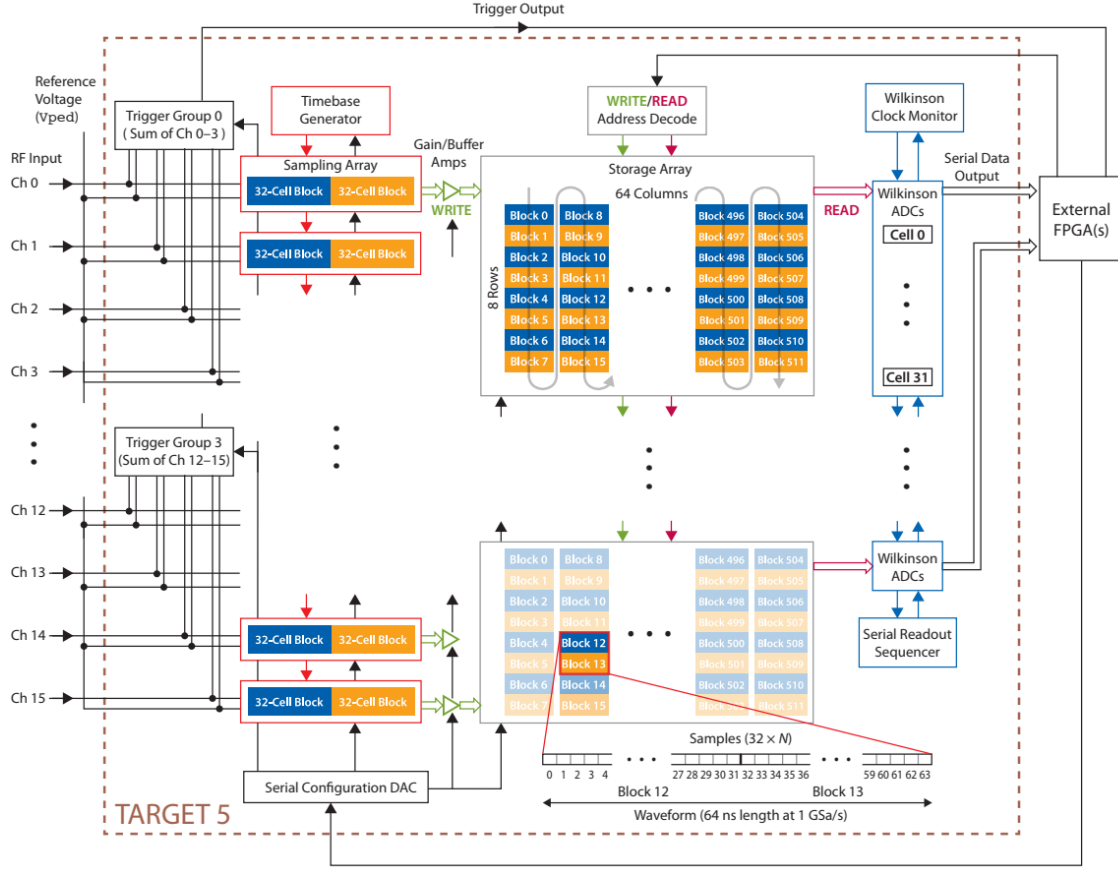 Trigger Output
Reference
Voltage
(Vped)
Trigger Group 0
( Sum of Ch 0–3 )
Timebase
Generator
WRITE/READ
Address Decode
Wilkinson
Clock Monitor
RF Input
Ch 0
Ch 1
Ch 2
Ch 3
Sampling Array
32-Cell Block 32-Cell Block
32-Cell Block 32-Cell Block
Gain/Buffer
Amps
WRITE
Storage Array
64 Columns
8 Rows
Block 0 Block 8 Block 496 Block 504
Block 1 Block 9 Block 497 Block 505
Block 2 Block 10 Block 498 Block 506
Block 3 Block 11 Block 499 Block 507
Block 4 Block 12 Block 500 Block 508
Block 5 Block 13 Block 501 Block 509
Block 6 Block 14 Block 502 Block 510
Block 7 Block 15 Block 503 Block 511
READ
Wilkinson
ADCs
Cell 0
Cell 31
Serial Data
Output
External
FPGA(s)
Trigger Group 3
(Sum of Ch 12–15)
Ch 12
Ch 13
Ch 14
Ch 15
32-Cell Block 32-Cell Block
32-Cell Block 32-Cell Block
Block 0 Block 8 Block 496 Block 504
Block 1 Block 9 Block 497 Block 505
Block 2 Block 10 Block 498 Block 506
Block 3 Block 11 Block 499 Block 507
Block 4 Block 12 Block 500 Block 508
Block 5 Block 13 Block 501 Block 509
Block 6 Block 14 Block 502 Block 510
Block 7 Block 15 Block 503 Block 511
Wilkinson
ADCs
Serial Readout
Sequencer
Samples (32 × N)
0 1 2 3 4 27 28 29 30 31 32 33 34 35 36 59 60 61 62 63
Block 12 Block 13
Waveform (64 ns length at 1 GSa/s)
Serial Configuration DAC
TARGET 5